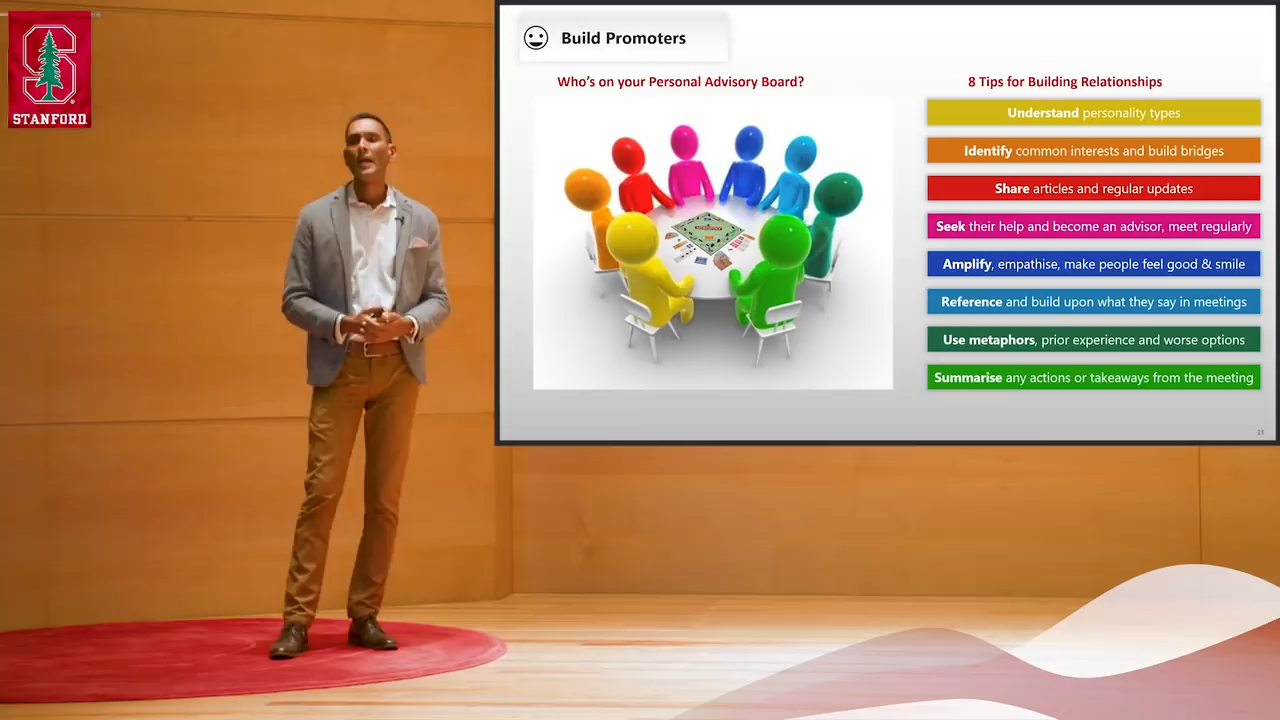 STANFORD
Build Promoters
Who's on your Personal Advisory Board?
8 Tips for Building Relationships
Understand personality types
Identify common interests and build bridges
Share articles and regular updates
Seek their help and become an advisor, meet regularly
Amplify, empathise, make people feel good & smile
Reference and build upon what they say in meetings
Use metaphors, prior experience and worse options
Summarise any actions or takeaways from the meeting